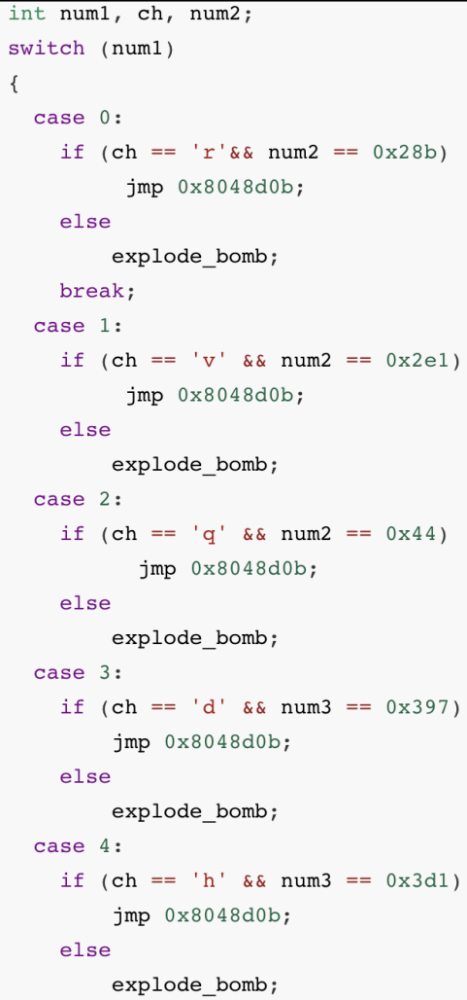 int num1, ch, num2;
switch (num1)
{
  case 0:
    if (ch == 'r'&& num2 == 0x28b)
         jmp 0x8048d0b;
    else
        explode_bomb;
    break;
  case 1:
    if (ch == 'v' && num2 == 0x2e1)
         jmp 0x8048d0b;
    else
        explode_bomb;
  case 2:
    if (ch == 'q' && num2 == 0x44)
          jmp 0x8048d0b;
    else
        explode_bomb;
  case 3:
    if (ch == 'd' && num3 == 0x397)
        jmp 0x8048d0b;
    else
        explode_bomb;
  case 4:
    if (ch == 'h' && num3 == 0x3d1)
        jmp 0x8048d0b;
    else
        explode_bomb;